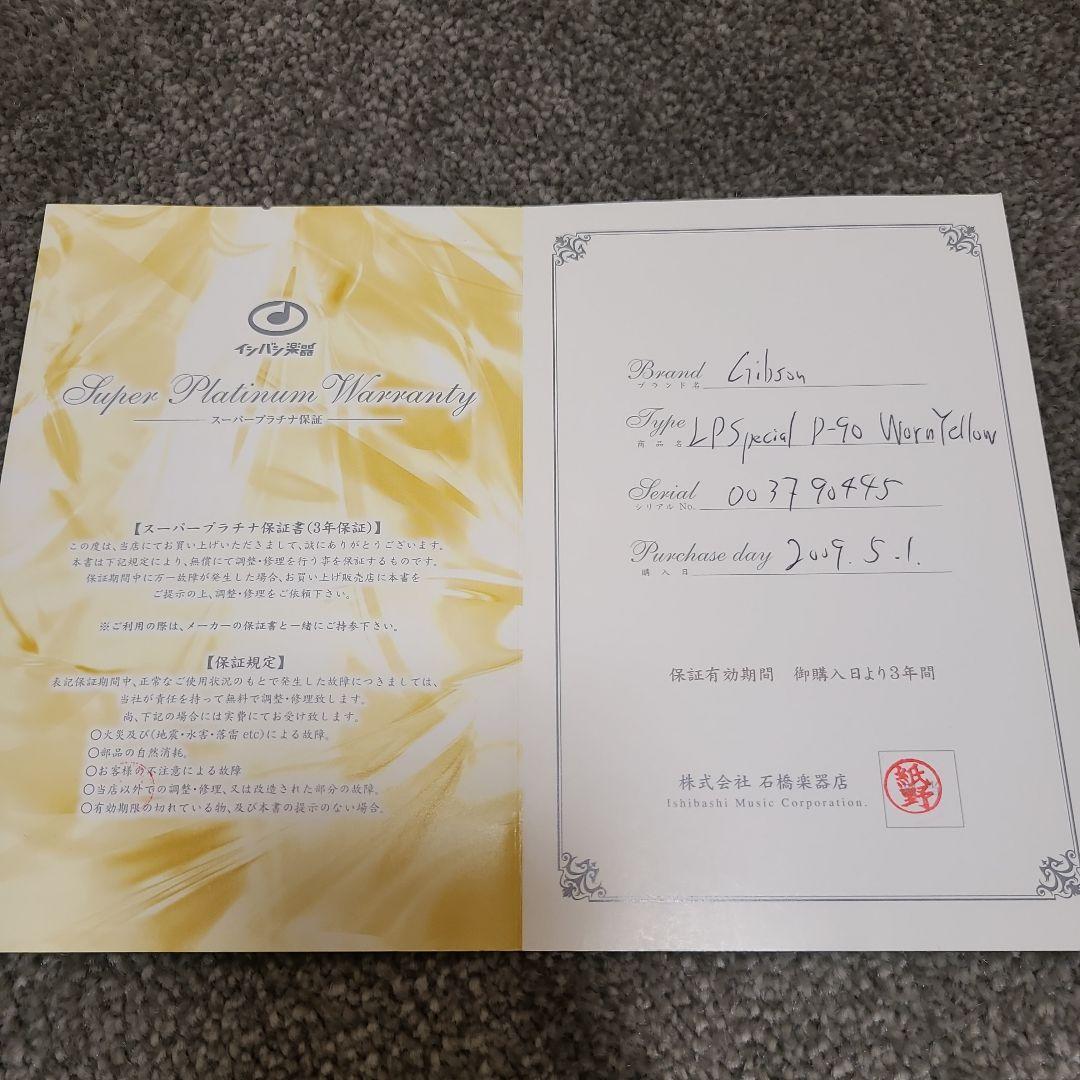 イシバシ楽器
Super Platinum Warranty
スーパープラチナ保証
【スーパープラチナ保証書(3年保証)】
この度は、当店にてお買い上げいただきまして、誠にありがとうございます。
本書は下記規定により、無償にて調整・修理を行う事を保証するものです。
保証期間中に万一故障が発生した場合、お買い上げ販売店に本書を
ご提示の上、調整・修理をご依頼下さい。
※ご利用の際は、メーカーの保証書と一緒にご持参下さい。
【保証規定】
表記保証期間中、正常なご使用状況のもとで発生した故障につきましては、
当社が責任を持って無料で調整・修理致します。
尚、下記の場合には実費にてお受け致します。
○火災及び(地震・水害・落雷 etc)による故障。
○部品の自然消耗。
○お客様の不注意による故障
○当店以外での調整・修理、又は改造された部分の故障。
○有効期限の切れている物、及び本書の提示のない場合。
Brand Gibson
ブランド名
Type LP Special P-90 Worn Yellow
商品名
Serial 003790445
シリアルNo.
Purchase day 2009.5.1.
購入日
保証有効期間 御購入日より3年間
株式会社 石橋楽器店
Ishibashi Music Corporation.
紙野